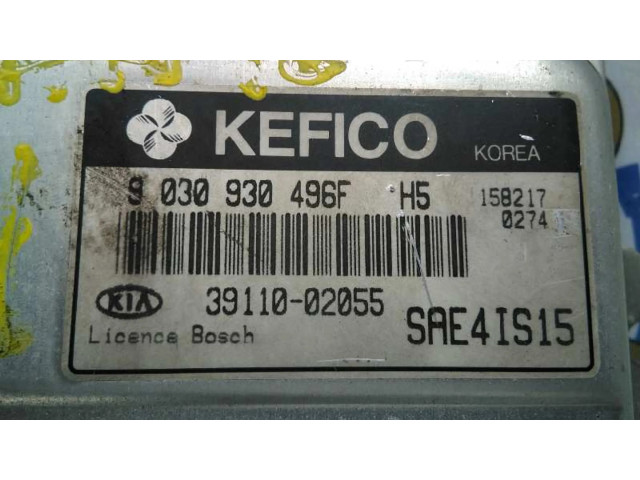 KEFICO KOREA
9 030 930 496F H5 158217
0274
KIA 39110-02055 SAE4IS15
Licence Bosch